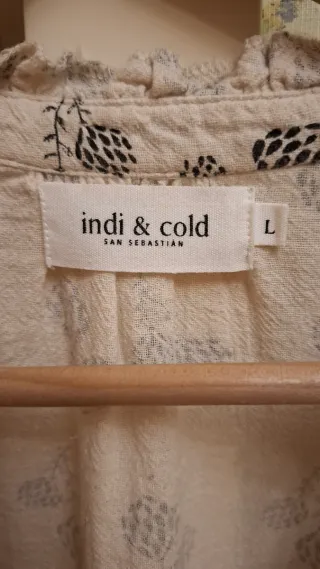 indi & cold
SAN SEBASTIÁN
L